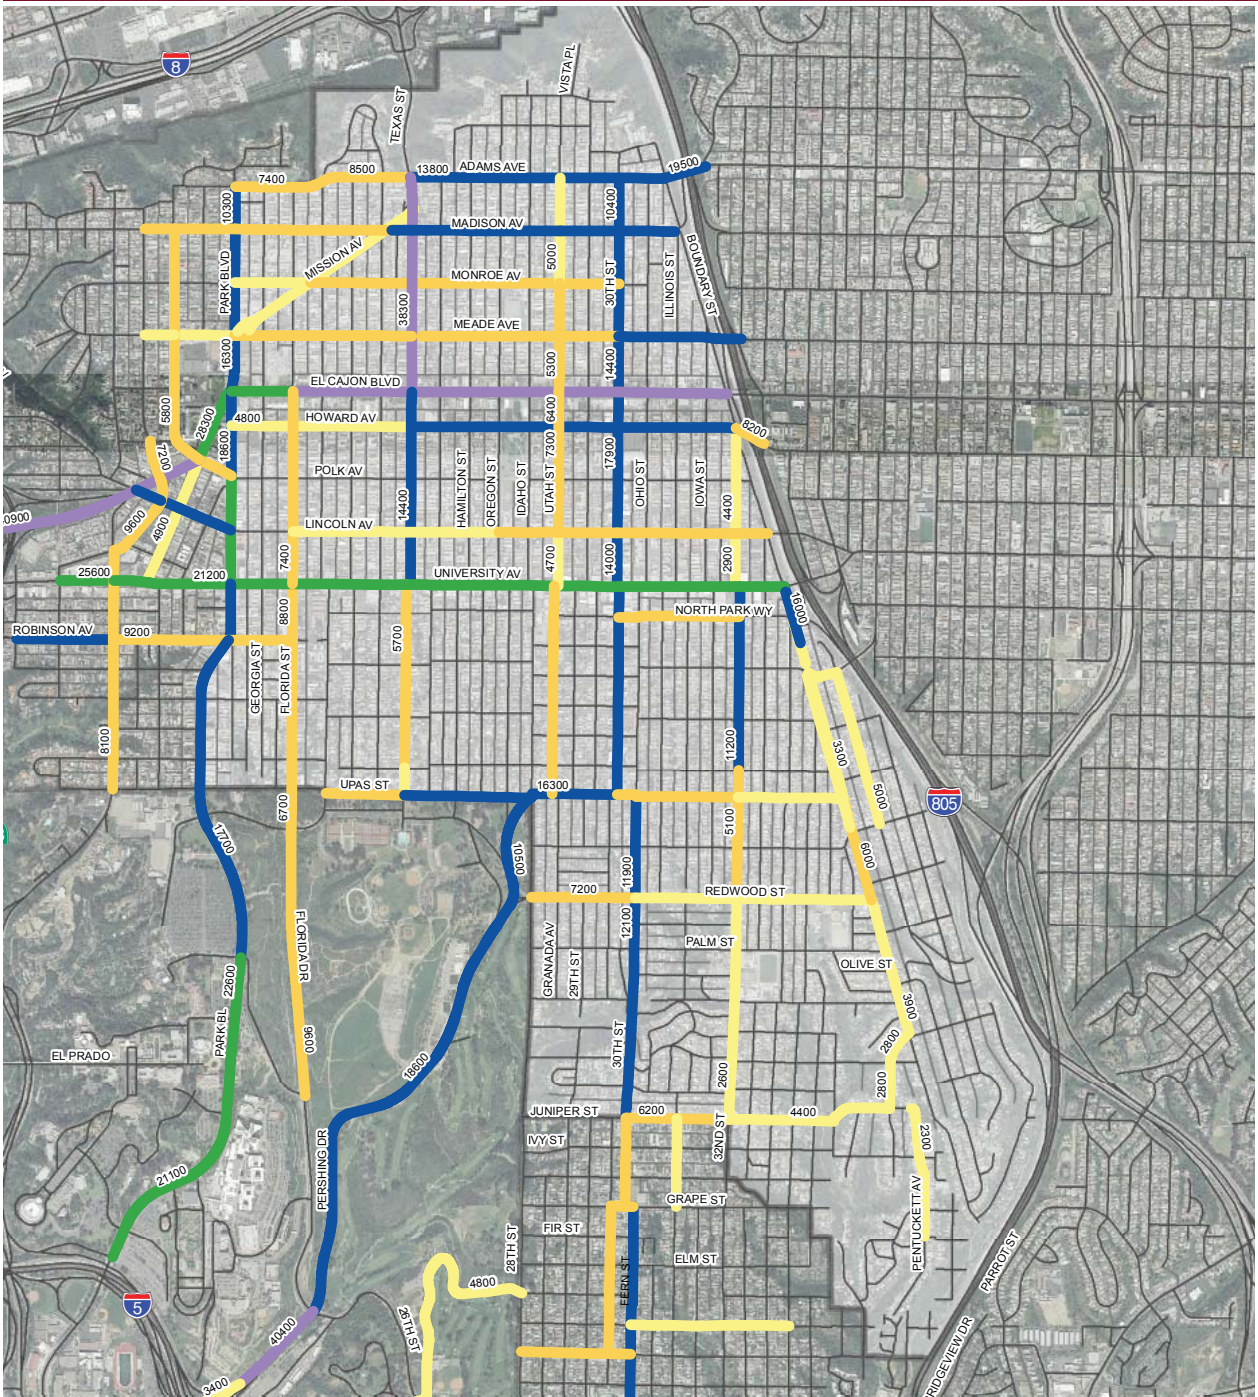 8
VISTA PL
TEXAS ST
7400
8500
13800
ADAMS AVE
19500
10300
10400
MADISON AV
MISSION AV
5000
PARK BLVD
MONROE AV
30TH ST
ILLINOIS ST
BOUNDARY ST
38300
MEADE AVE
16300
5300
14400
EL CAJON BLVD
5800
28300
4800
HOWARD AV
6400
8200
18600
7200
7300
17900
POLK AV
HAMILTON ST
OREGON ST
IDAHO ST
UTAH ST
OHIO ST
IOWA ST
14400
4400
9600
4900
LINCOLN AV
7400
4700
14000
2900
25600
21200
UNIVERSITY AV
8800
16000
ROBINSON AV
9200
5700
NORTH PARK WY
GEORGIA ST
FLORIDA ST
8100
11200
3300
UPAS ST
16300
6700
5100
5000
805
17700
10500
6000
11900
7200
REDWOOD ST
12100
FLORIDA DR
GRANADA AV
29TH ST
PALM ST
OLIVE ST
22600
3900
PARK BL
9600
30TH ST
2800
EL PRADO
18600
2600
2800
JUNIPER ST
6200
4400
IVY ST
32ND ST
2300
PERSHING DR
21100
GRAPE ST
PENTUCKETT AV
28TH ST
FIR ST
ELM ST
PARROT ST
FERN ST
4800
5
40400
26TH ST
RIDGEVIEW DR
3400